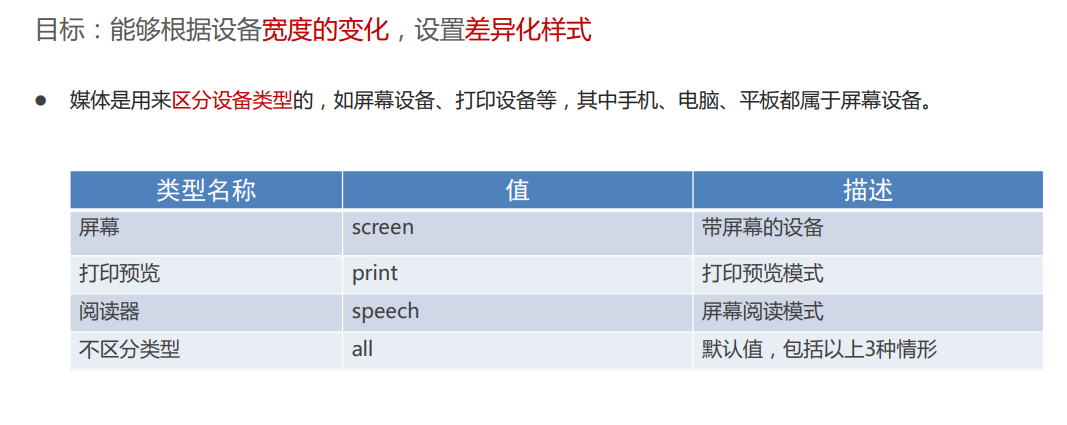 目标：能够根据设备宽度的变化，设置差异化样式
● 媒体是用来区分设备类型的，如屏幕设备、打印设备等，其中手机、电脑、平板都属于屏幕设备。
类型名称 值 描述
屏幕 screen 带屏幕的设备
打印预览 print 打印预览模式
阅读器 speech 屏幕阅读模式
不区分类型 all 默认值，包括以上3种情形